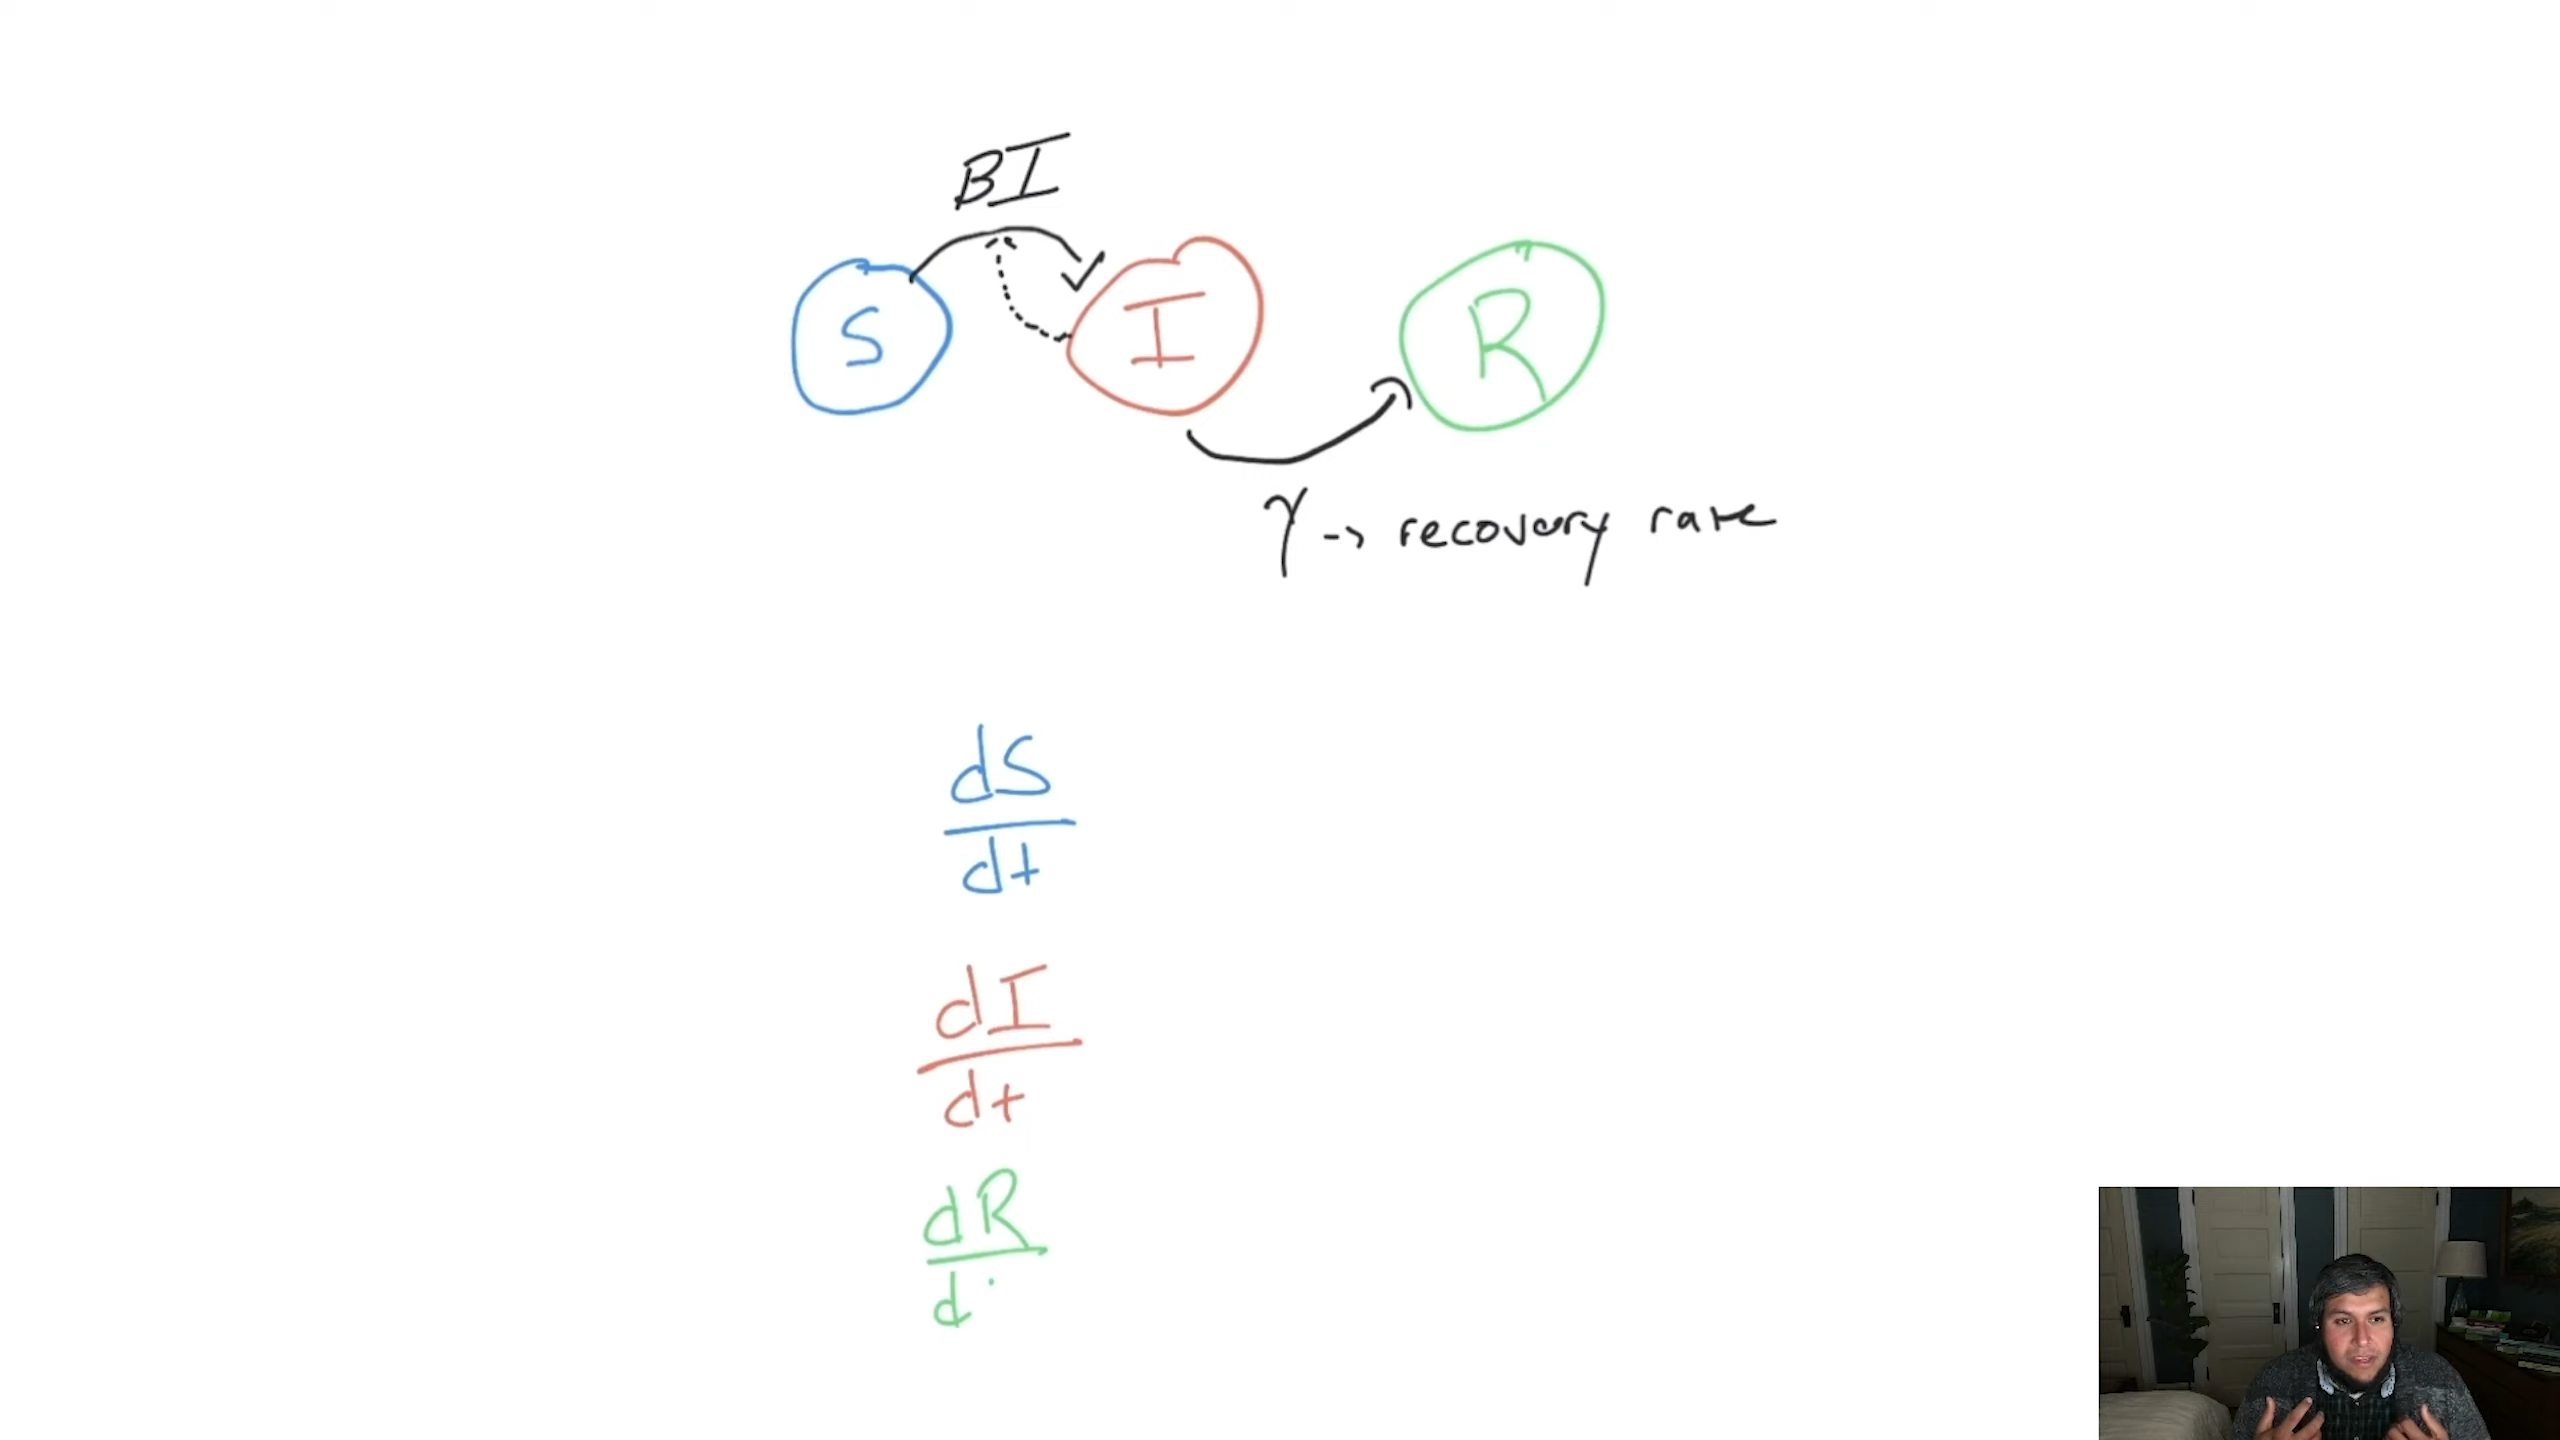 BI
S I R
γ -> recovery rate
dS
dt
dI
dt
dR
d